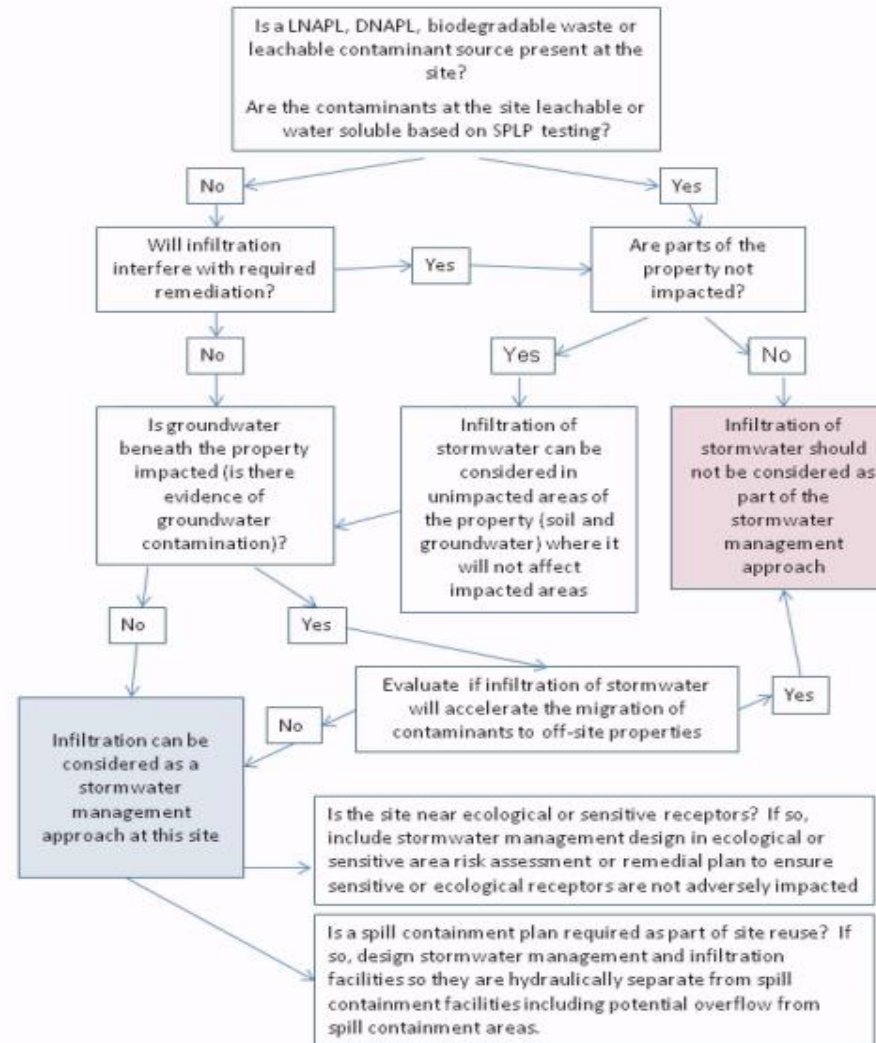 Is a LNAPL, DNAPL, biodegradable waste or
leachable contaminant source present at the
site?
Are the contaminants at the site leachable or
water soluble based on SPLP testing?
No
Yes
Will infiltration
interfere with required
remediation?
Yes
Are parts of the
property not
impacted?
No
Yes
No
Is groundwater
beneath the property
impacted (is there
evidence of
groundwater
contamination)?
Infiltration of
stormwater can be
considered in
unimpacted areas of
the property (soil and
groundwater) where it
will not affect
impacted areas
Infiltration of
stormwater should
not be considered as
part of the
stormwater
management
approach
No
Yes
Evaluate if infiltration of stormwater
will accelerate the migration of
contaminants to off-site properties
No
Yes
Infiltration can be
considered as a
stormwater
management
approach at this site
Is the site near ecological or sensitive receptors? If so,
include stormwater management design in ecological or
sensitive area risk assessment or remedial plan to ensure
sensitive or ecological receptors are not adversely impacted
Is a spill containment plan required as part of site reuse? If
so, design stormwater management and infiltration
facilities so they are hydraulically separate from spill
containment facilities including potential overflow from
spill containment areas.